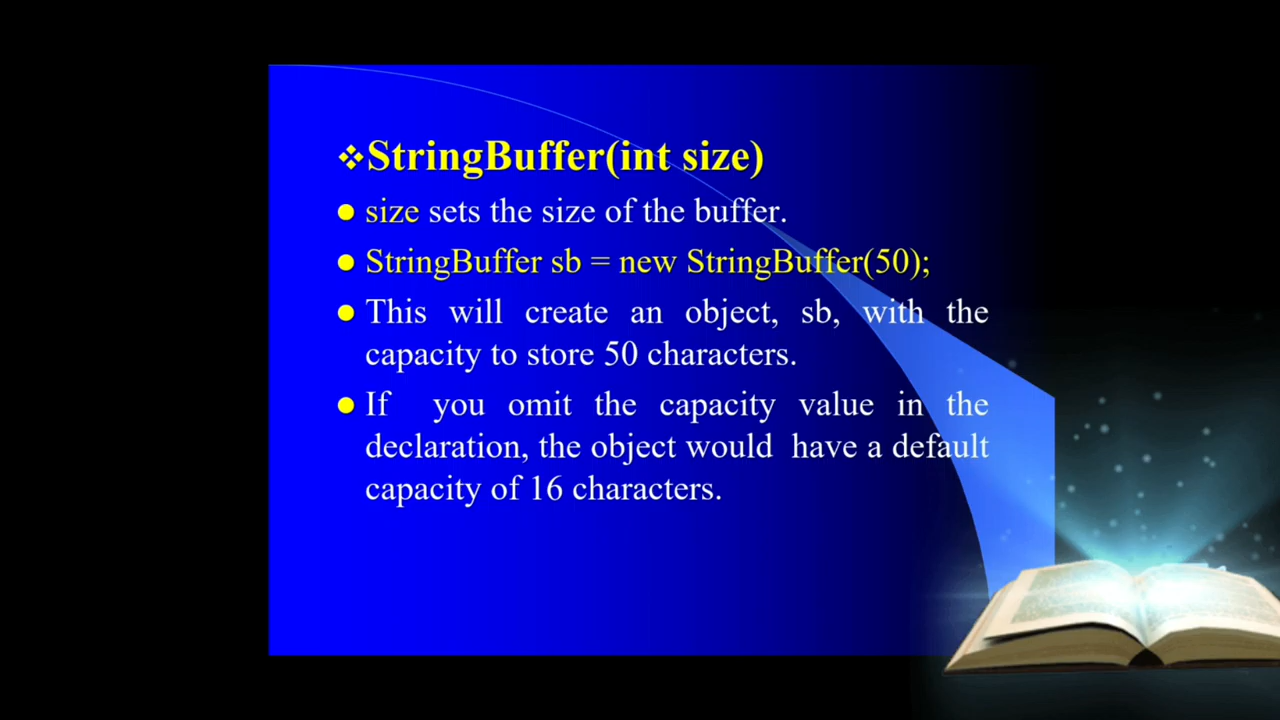 ❖StringBuffer(int size)
● size sets the size of the buffer.
● StringBuffer sb = new StringBuffer(50);
● This will create an object, sb, with the
capacity to store 50 characters.
● If you omit the capacity value in the
declaration, the object would have a default
capacity of 16 characters.